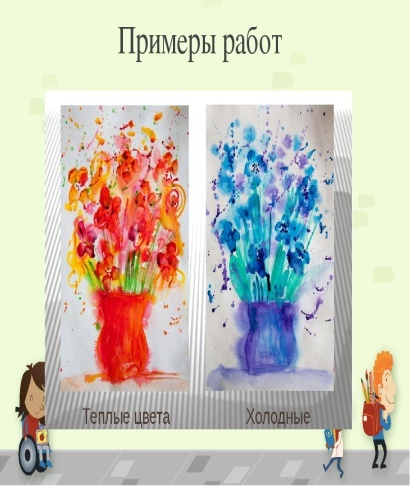 Примеры работ
Теплые цвета
Холодные